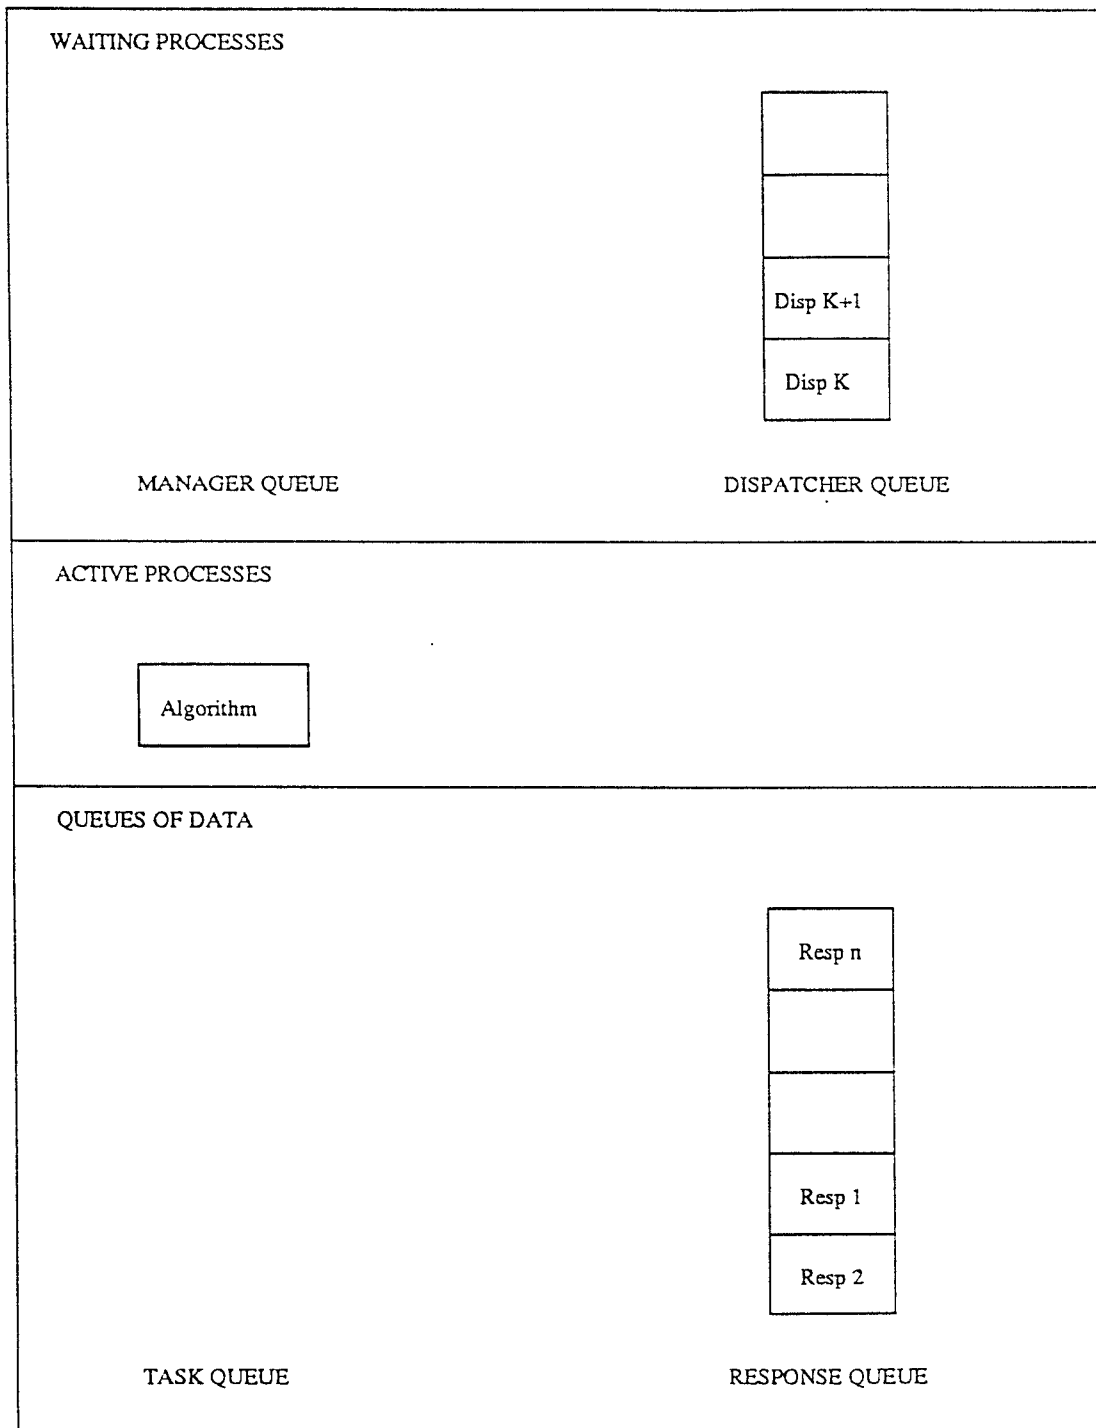 WAITING PROCESSES
Disp K+1
Disp K
MANAGER QUEUE
DISPATCHER QUEUE
ACTIVE PROCESSES
Algorithm
QUEUES OF DATA
Resp n
Resp 1
Resp 2
TASK QUEUE
RESPONSE QUEUE